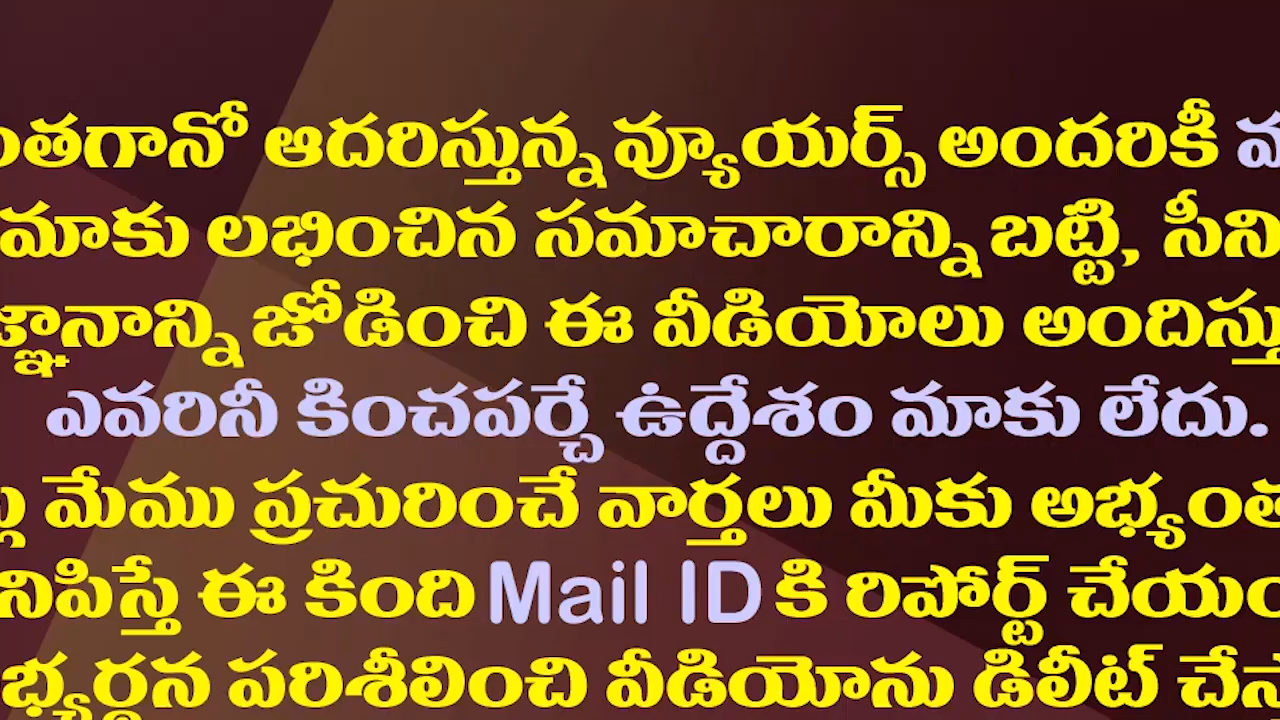 ంతగానో ఆదరిస్తున్న వ్యూయర్స్ అందరికీ
మాకు లభించిన సమాచారాన్ని బట్టి, సీని
జ్ఞానాన్ని జోడించి ఈ వీడియోలు అందిస్తు
ఎవరినీ కించపర్చే ఉద్దేశం మాకు లేదు.
మేము ప్రచురించే వార్తలు మీకు అభ్యంత
నిపిస్తే ఈ కింది Mail ID కి రిపోర్ట్ చేయం
భ్యర్ధన పరిశీలించి వీడియోను డిలీట్ చేస